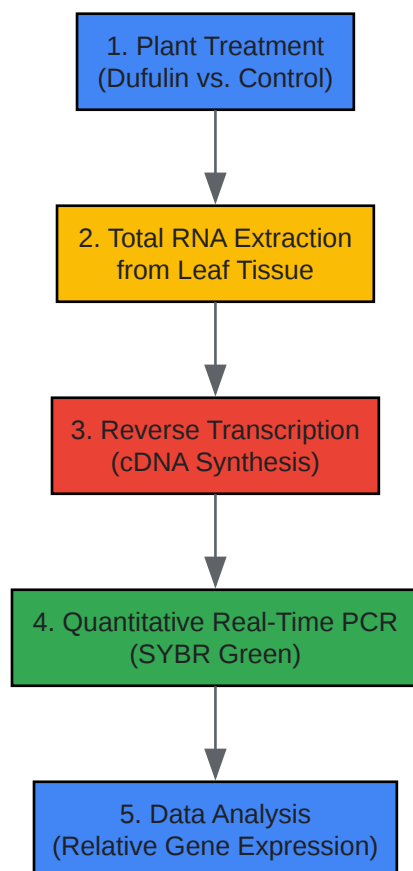 1. Plant Treatment
(Dufulin vs. Control)
2. Total RNA Extraction
from Leaf Tissue
3. Reverse Transcription
(cDNA Synthesis)
4. Quantitative Real-Time PCR
(SYBR Green)
5. Data Analysis
(Relative Gene Expression)